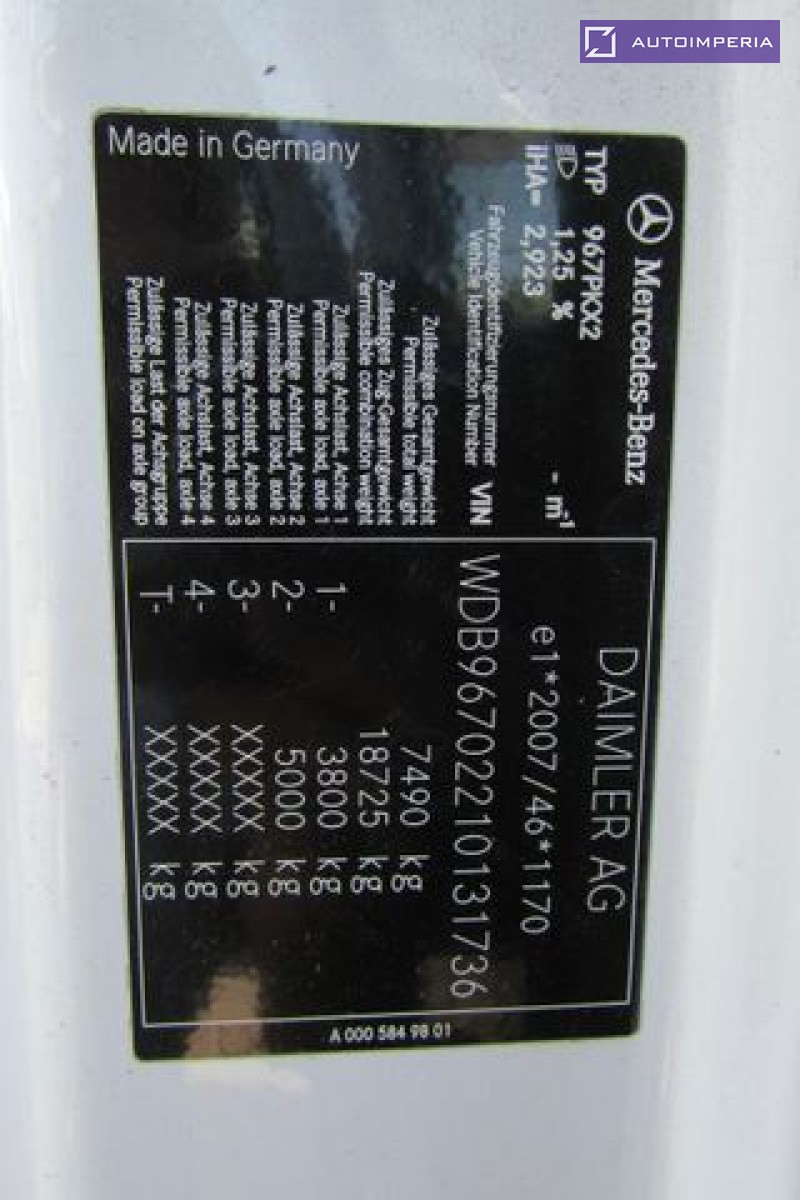 AUTOIMPERIA
Mercedes-Benz
DAIMLER AG
TYP 967PKX2
1,25 % - m-1
e1*2007/46*1170
iHA= 2,923
Fahrzeugidentifizierungsnummer
Vehicle Identification Number VIN WDB9670221O131736
Zulässiges Gesamtgewicht
Permissible total weight 7490 kg
Zulässiges Zug-Gesamtgewicht
Permissible combination weight 18725 kg
Zulässige Achslast, Achse 1
Permissible axle load, axle 1 1- 3800 kg
Zulässige Achslast, Achse 2
Permissible axle load, axle 2 2- 5000 kg
Zulässige Achslast, Achse 3
Permissible axle load, axle 3 3- XXXXX kg
Zulässige Achslast, Achse 4
Permissible axle load, axle 4 4- XXXXX kg
Zulässige Last der Achsgruppe
Permissible load on axle group T- XXXXX kg
Made in Germany
A 000 584 98 01